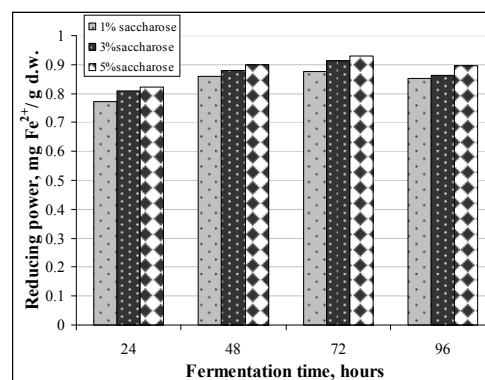 1% saccharose
3%saccharose
5%saccharose
Reducing power, mg Fe²⁺/ g d.w.
1
0.9
0.8
0.7
0.6
0.5
0.4
0.3
0.2
0.1
0
24 48 72 96
Fermentation time, hours